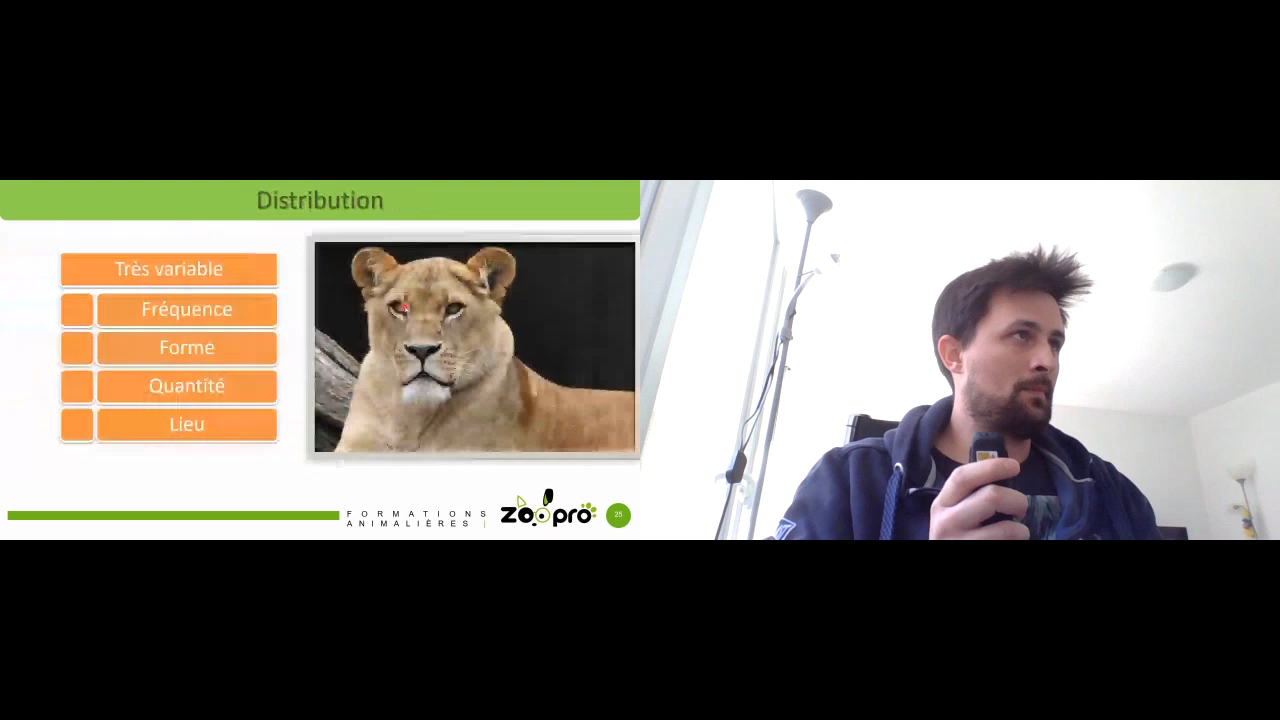 Distribution
Très variable
Fréquence
Forme
Quantité
Lieu
FORMATIONS
ANIMALIÈRES |
zoopro
25